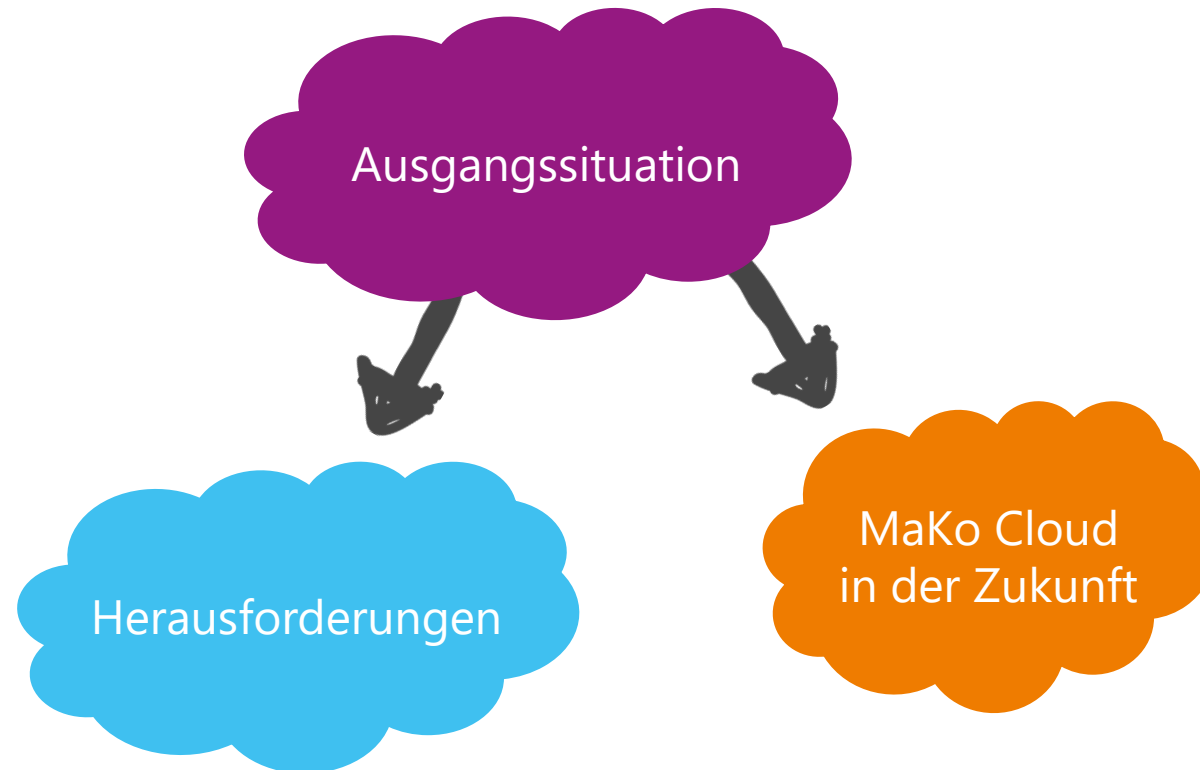 Ausgangssituation
Herausforderungen
MaKo Cloud
in der Zukunft